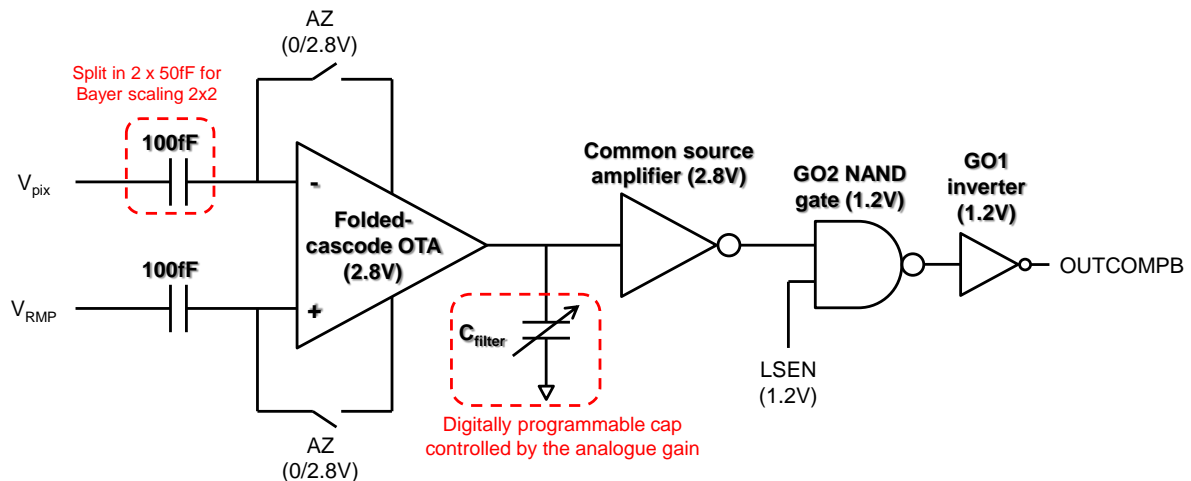 AZ
(0/2.8V)
Split in 2 x 50fF for
Bayer scaling 2x2
100fF
Vpix
-
Folded-
cascode OTA
(2.8V)
100fF
VRMP
+
AZ
(0/2.8V)
Cfilter
Digitally programmable cap
controlled by the analogue gain
Common source
amplifier (2.8V)
GO2 NAND
gate (1.2V)
GO1
inverter
(1.2V)
OUTCOMPB
LSEN
(1.2V)